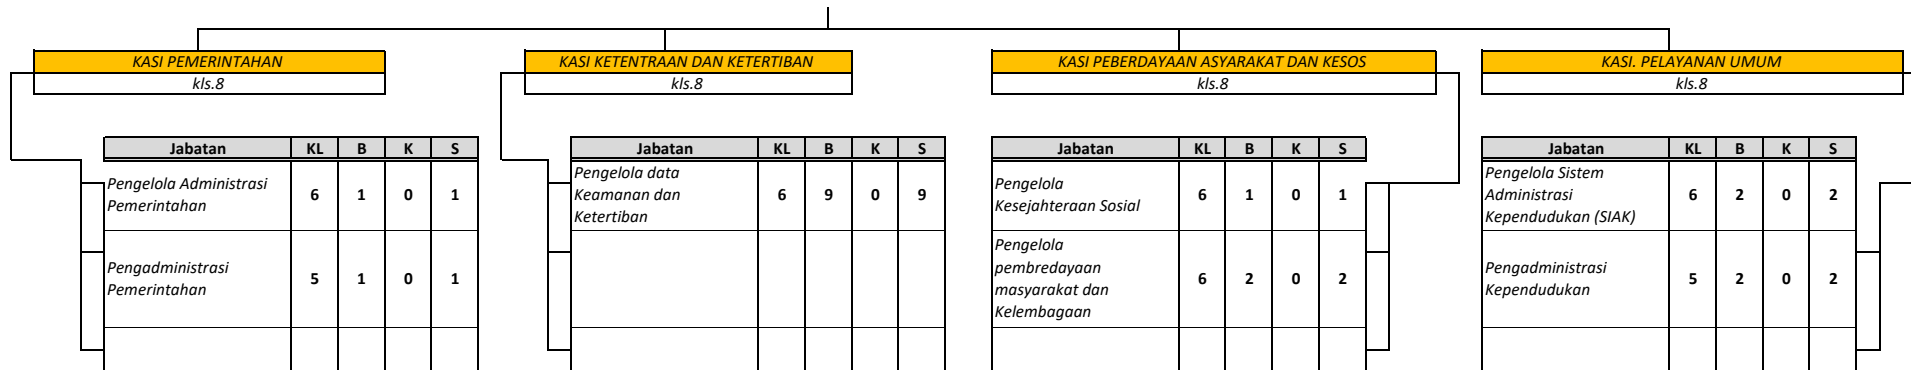 KASI PEMERINTAHAN
kls.8
KASI KETENTRAAN DAN KETERTIBAN
kls.8
KASI PEBERDAYAAN ASYARAKAT DAN KESOS
kls.8
KASI. PELAYANAN UMUM
kls.8
Jabatan KL B K S
Pengelola Administrasi
Pemerintahan
6 1 0 1
Pengadministrasi
Pemerintahan
5 1 0 1
Jabatan KL B K S
Pengelola data
Keamanan dan
Ketertiban
6 9 0 9
Jabatan KL B K S
Pengelola
Kesejahteraan Sosial
6 1 0 1
Pengelola
pembredayaan
masyarakat dan
Kelembagaan
6 2 0 2
Jabatan KL B K S
Pengelola Sistem
Administrasi
Kependudukan (SIAK)
6 2 0 2
Pengadministrasi
Kependudukan
5 2 0 2